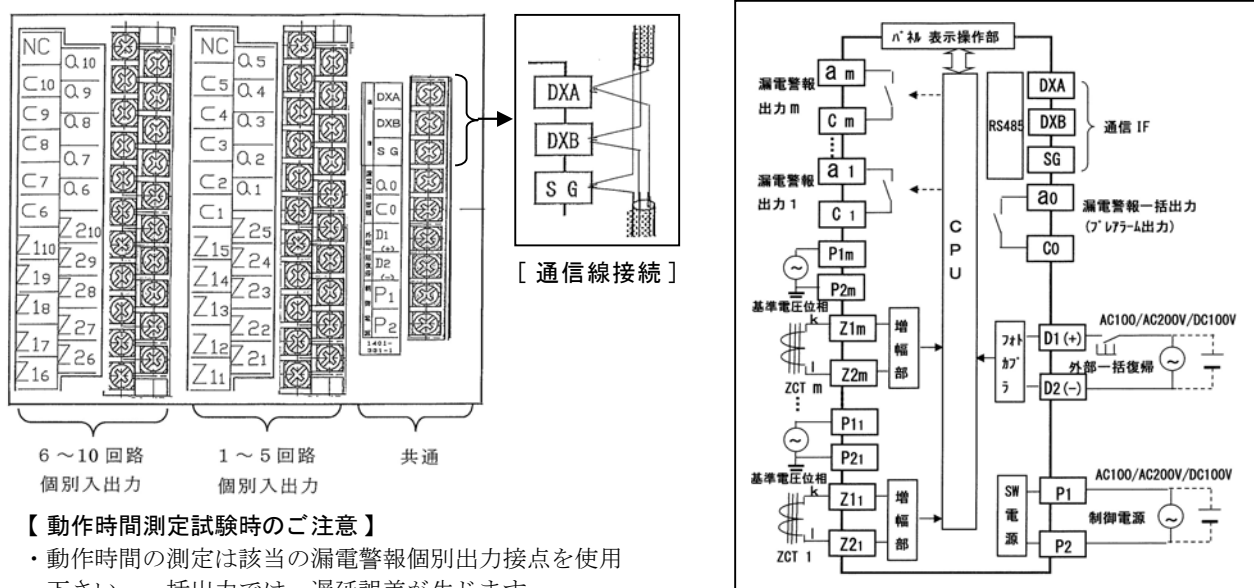 NC
a10
C10
a9
C9
a8
C8
a7
C7
a6
C6
Z210
Z110
Z29
Z19
Z28
Z18
Z27
Z17
Z26
Z16
NC
a5
C5
a4
C4
a3
C3
a2
C2
a1
C1
Z25
Z15
Z24
Z14
Z23
Z13
Z22
Z12
Z21
Z11
DXA
DXB
S G
a0
C0
D1
(+)
D2
(-)
P1
P2
1401-
301-1
DXA
DXB
S G
[ 通信線接続 ]
6~10 回路
個別入出力
1~5 回路
個別入出力
共通
【 動作時間測定試験時のご注意 】
・動作時間の測定は該当の漏電警報個別出力接点を使用
パネル 表示操作部
漏電警報
出力 m
a m
C m
漏電警報
出力 1
a 1
C 1
P1m
P2m
基準電圧位相
k
Z1m
l
Z2m
ZCT m
増幅部
P11
P21
基準電圧位相
k
Z11
l
Z21
ZCT 1
増幅部
CPU
RS485
DXA
DXB
SG
通信 IF
a0
C0
漏電警報一括出力
(プレアラーム出力)
AC100/AC200V/DC100V
フォトカプラ
D1(+)
外部一括復帰
D2(-)
AC100/AC200V/DC100V
SW電源
P1
制御電源
P2